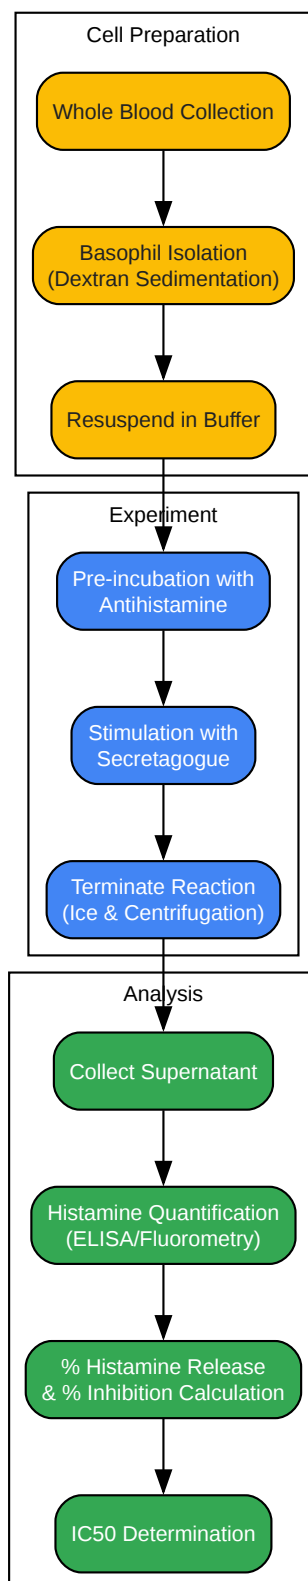 Cell Preparation
Whole Blood Collection
Basophil Isolation
(Dextran Sedimentation)
Resuspend in Buffer
Experiment
Pre-incubation with
Antihistamine
Stimulation with
Secretagogue
Terminate Reaction
(Ice & Centrifugation)
Analysis
Collect Supernatant
Histamine Quantification
(ELISA/Fluorometry)
% Histamine Release
& % Inhibition Calculation
IC50 Determination